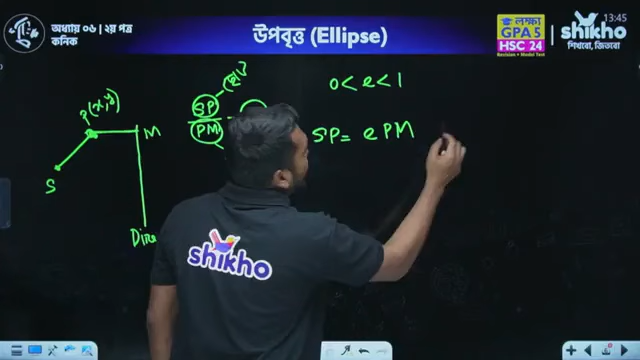 অধ্যায় ০৬ | ২য় পত্র
কনিক
উপবৃত্ত (Ellipse)
লক্ষ্য
GPA 5
HSC 24
Revision + Model Test
13:45
shikho
শিখবো, জিতবো
P(x,y)
M
S
SP
PM
0 < e < 1
SP = e PM
shikho